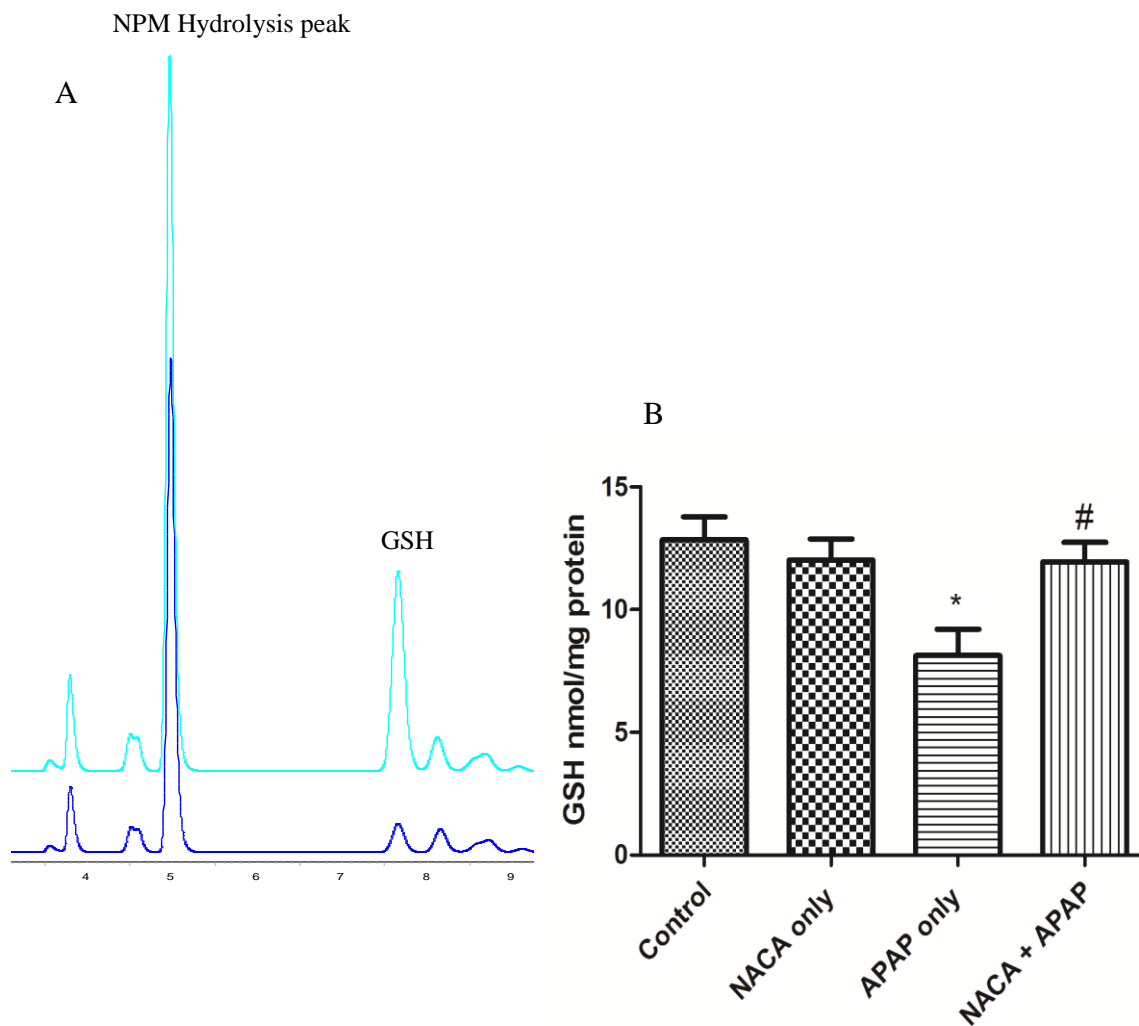 NPM Hydrolysis peak
A
GSH
4 5 6 7 8 9
B
GSH nmol/mg protein
15
10
5
0
*
#
Control
NACA only
APAP only
NACA + APAP